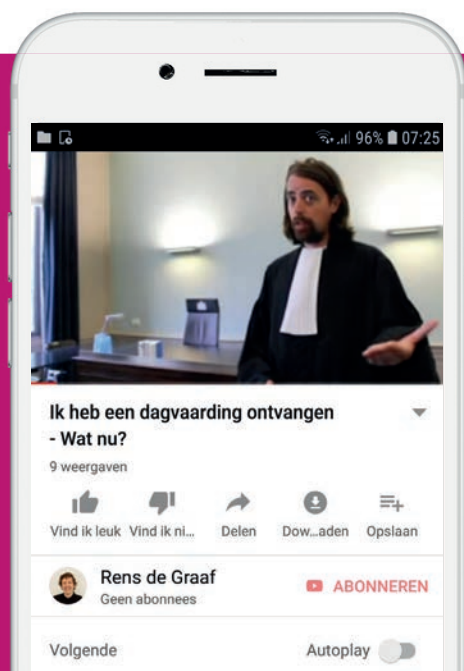 96% 07:25
Ik heb een dagvaarding ontvangen
- Wat nu?
9 weergaven
Vind ik leuk Vind ik ni... Delen Dow...aden Opslaan
Rens de Graaf ABONNEREN
Geen abonnees
Volgende Autoplay